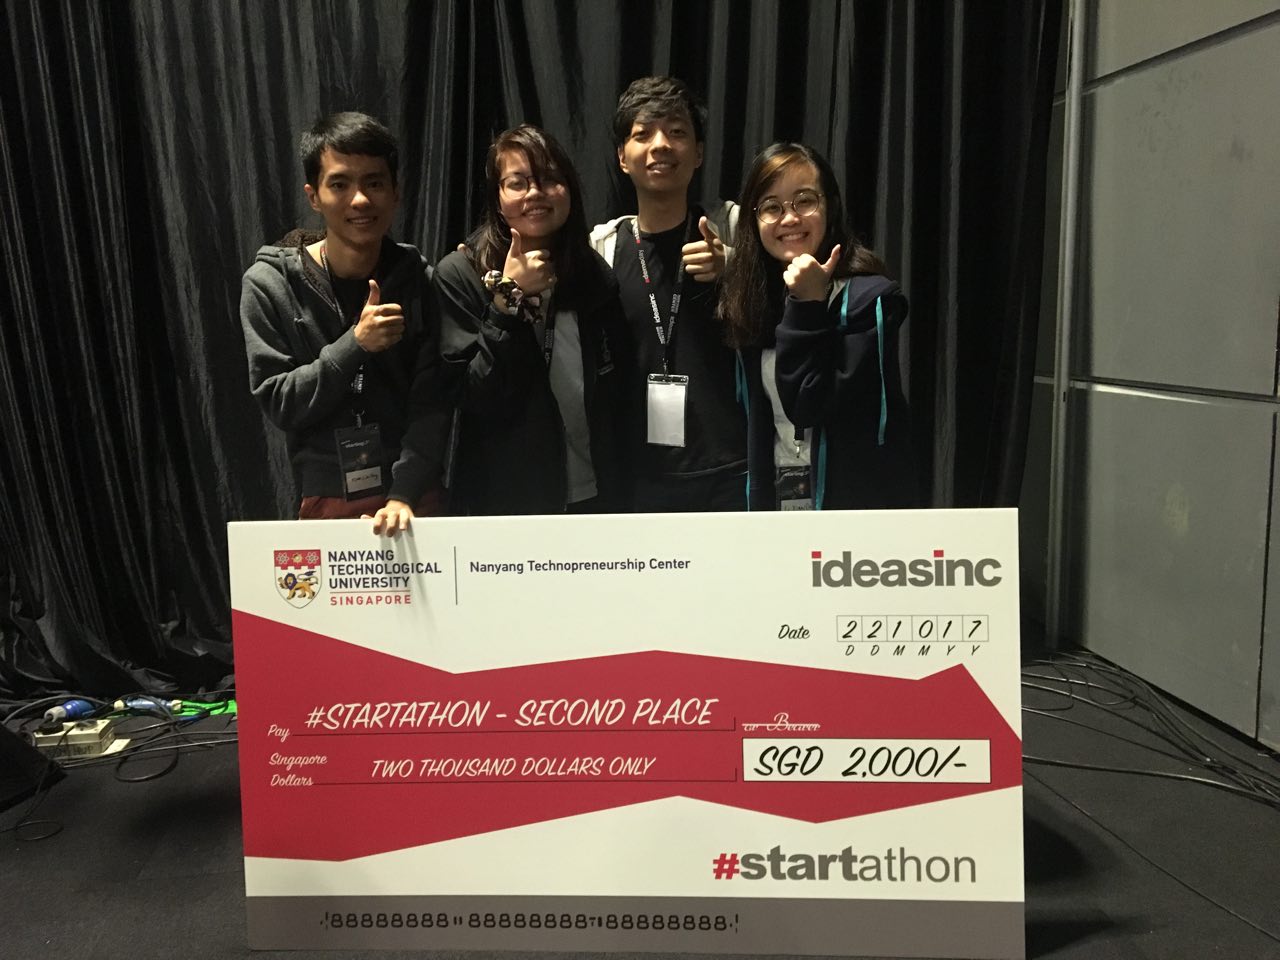 ideasinc
NANYANG
TECHNOLOGICAL
UNIVERSITY
SINGAPORE
Nanyang Technopreneurship Center
ideasinc
Date 221017
D D M M Y Y
Pay #STARTATHON - SECOND PLACE or Bearer
Singapore
Dollars TWO THOUSAND DOLLARS ONLY SGD 2,000/-
#startathon
88888888 88888888 88888888